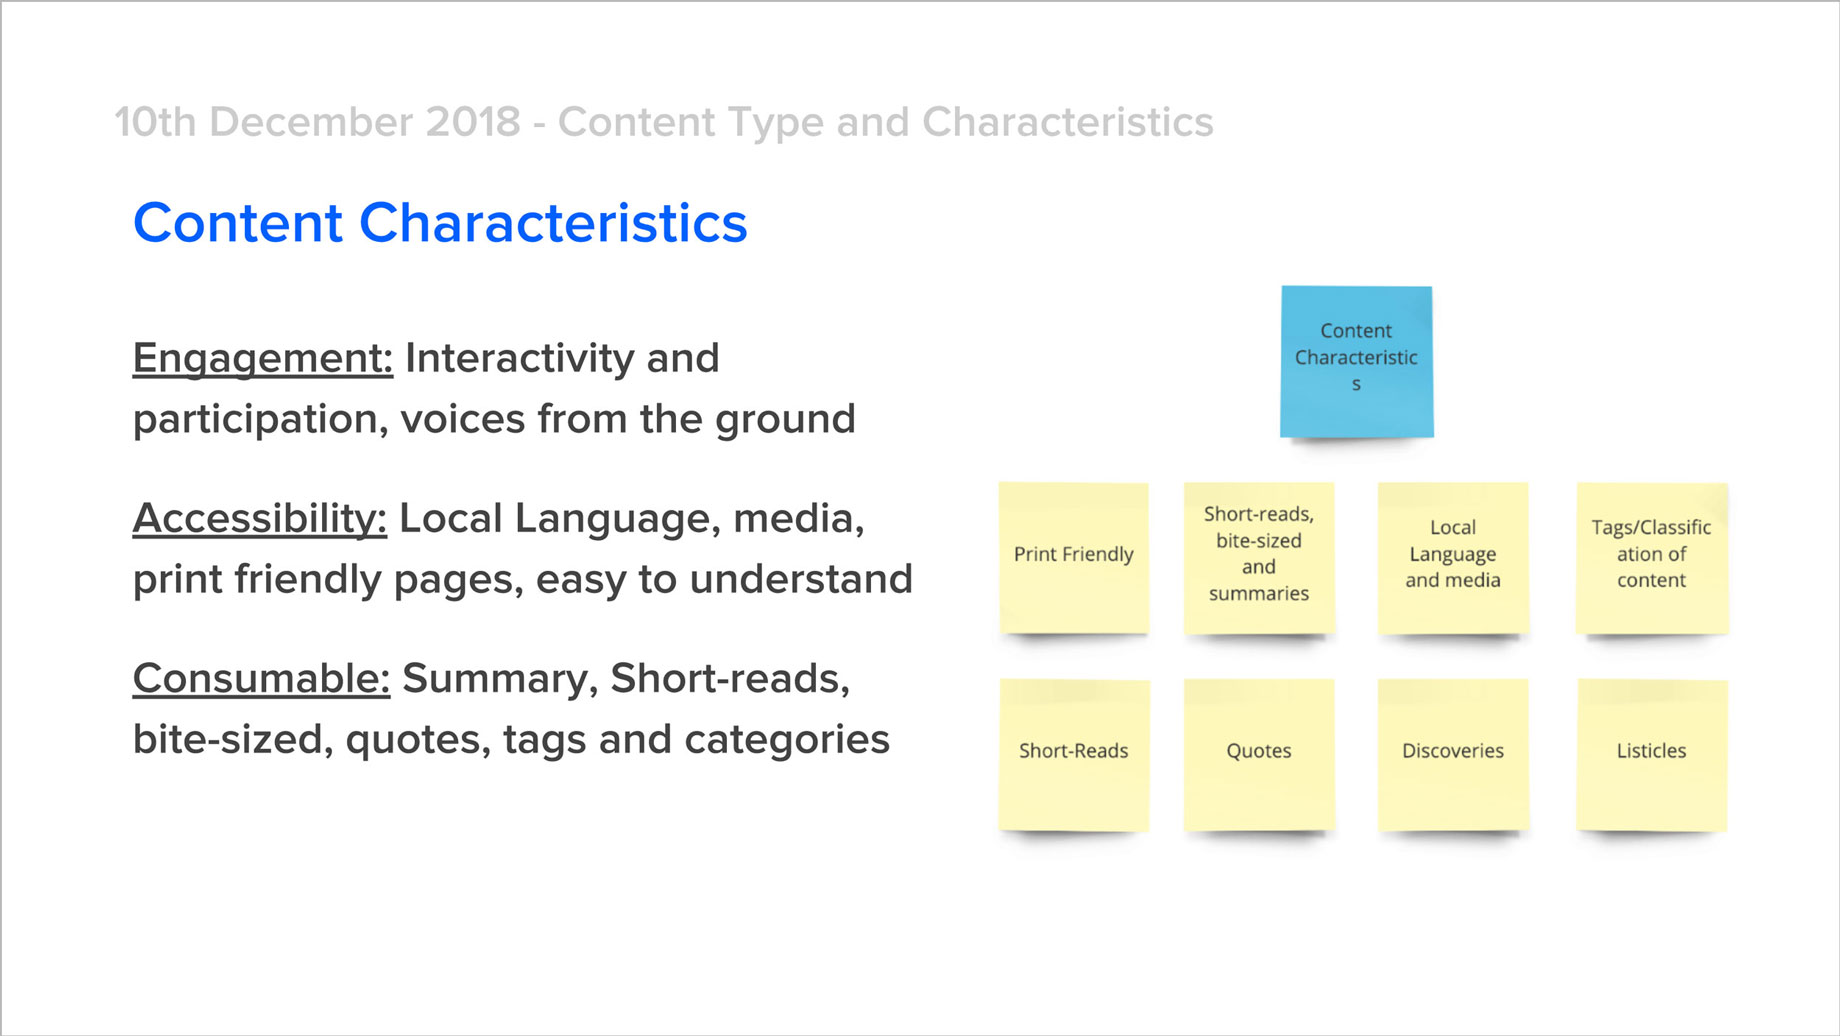 10th December 2018 - Content Type and Characteristics
Content Characteristics
Engagement: Interactivity and
participation, voices from the ground
Accessibility: Local Language, media,
print friendly pages, easy to understand
Consumable: Summary, Short-reads,
bite-sized, quotes, tags and categories
Content
Characteristic
s
Print Friendly
Short-reads,
bite-sized
and
summaries
Local
Language
and media
Tags/Classific
ation of
content
Short-Reads
Quotes
Discoveries
Listicles